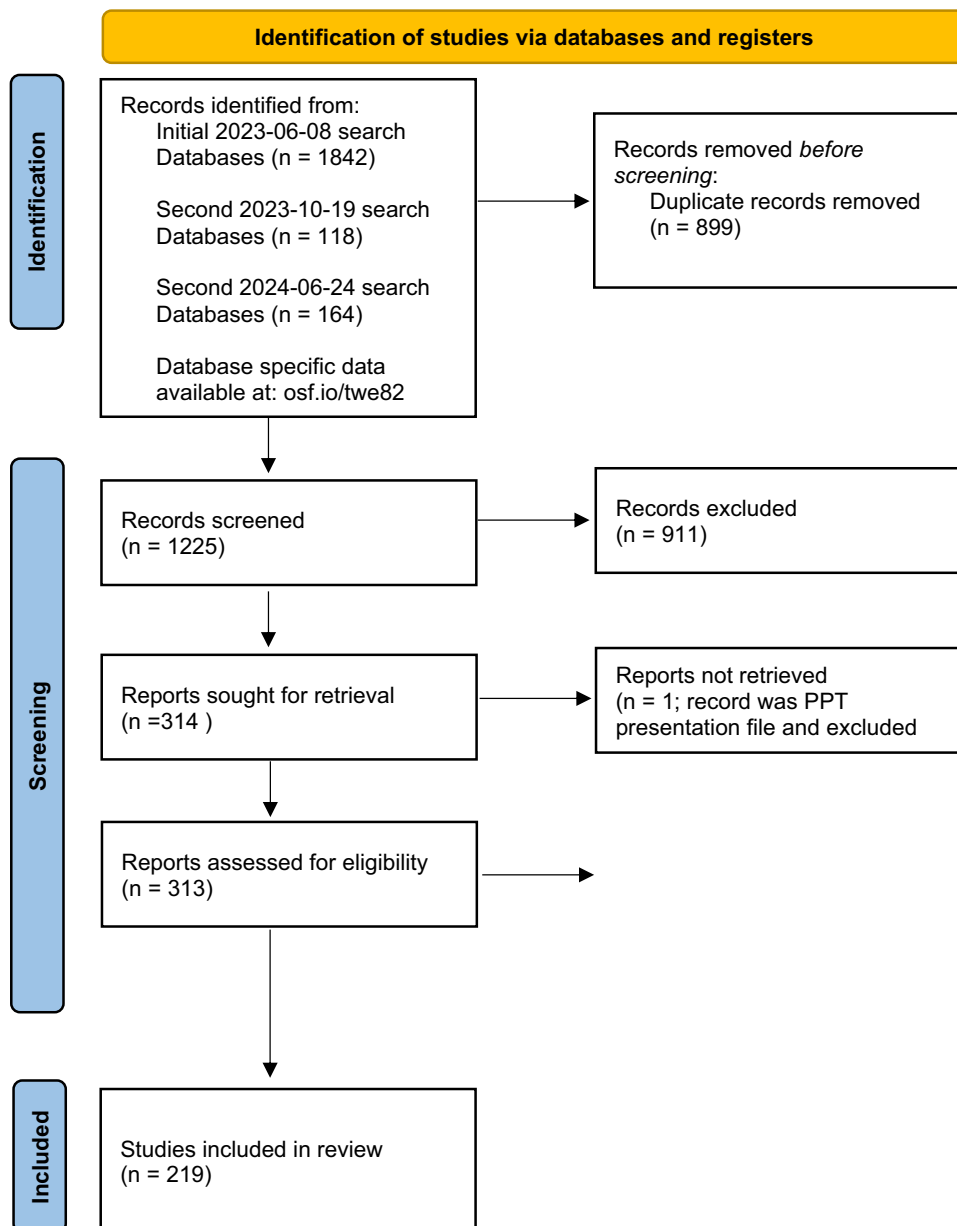 Identification of studies via databases and registers
Identification
Records identified from:
Initial 2023-06-08 search
Databases (n = 1842)
Second 2023-10-19 search
Databases (n = 118)
Second 2024-06-24 search
Databases (n = 164)
Database specific data
available at: osf.io/twe82
Records removed before
screening:
Duplicate records removed
(n = 899)
Screening
Records screened
(n = 1225)
Records excluded
(n = 911)
Reports sought for retrieval
(n =314 )
Reports not retrieved
(n = 1; record was PPT
presentation file and excluded
Reports assessed for eligibility
(n = 313)
Included
Studies included in review
(n = 219)